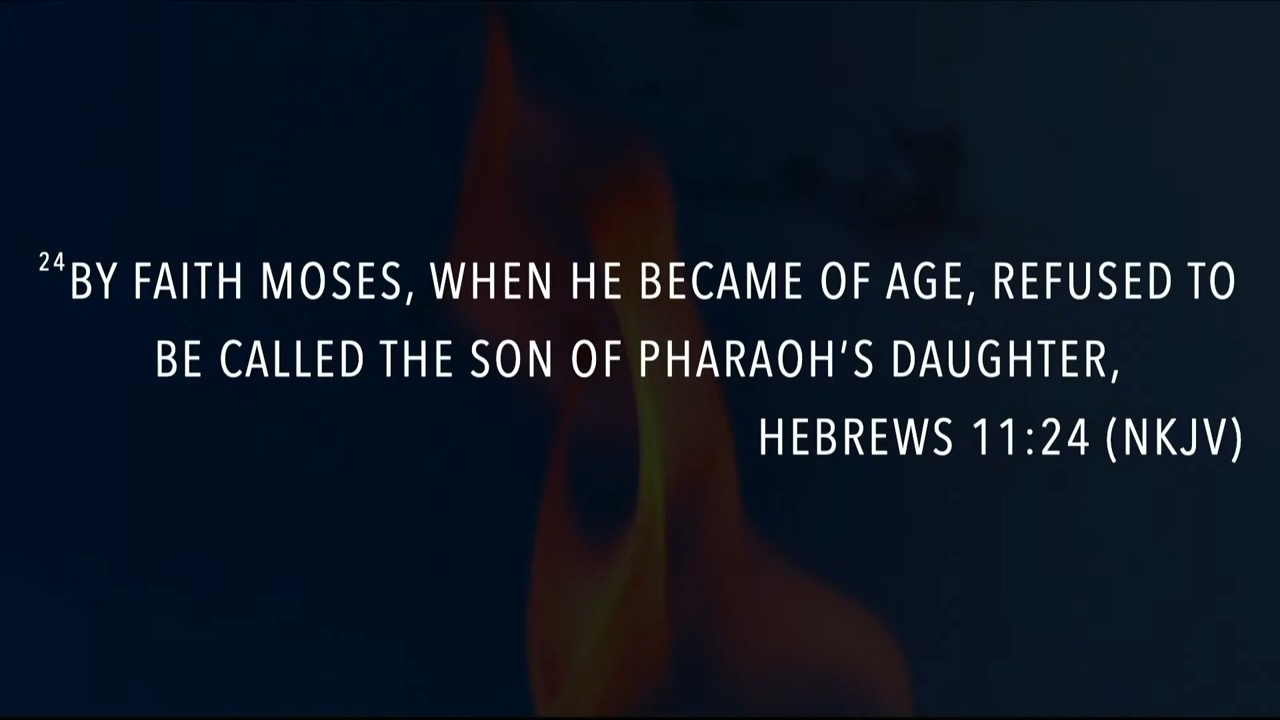 24BY FAITH MOSES, WHEN HE BECAME OF AGE, REFUSED TO
BE CALLED THE SON OF PHARAOH’S DAUGHTER,
HEBREWS 11:24 (NKJV)